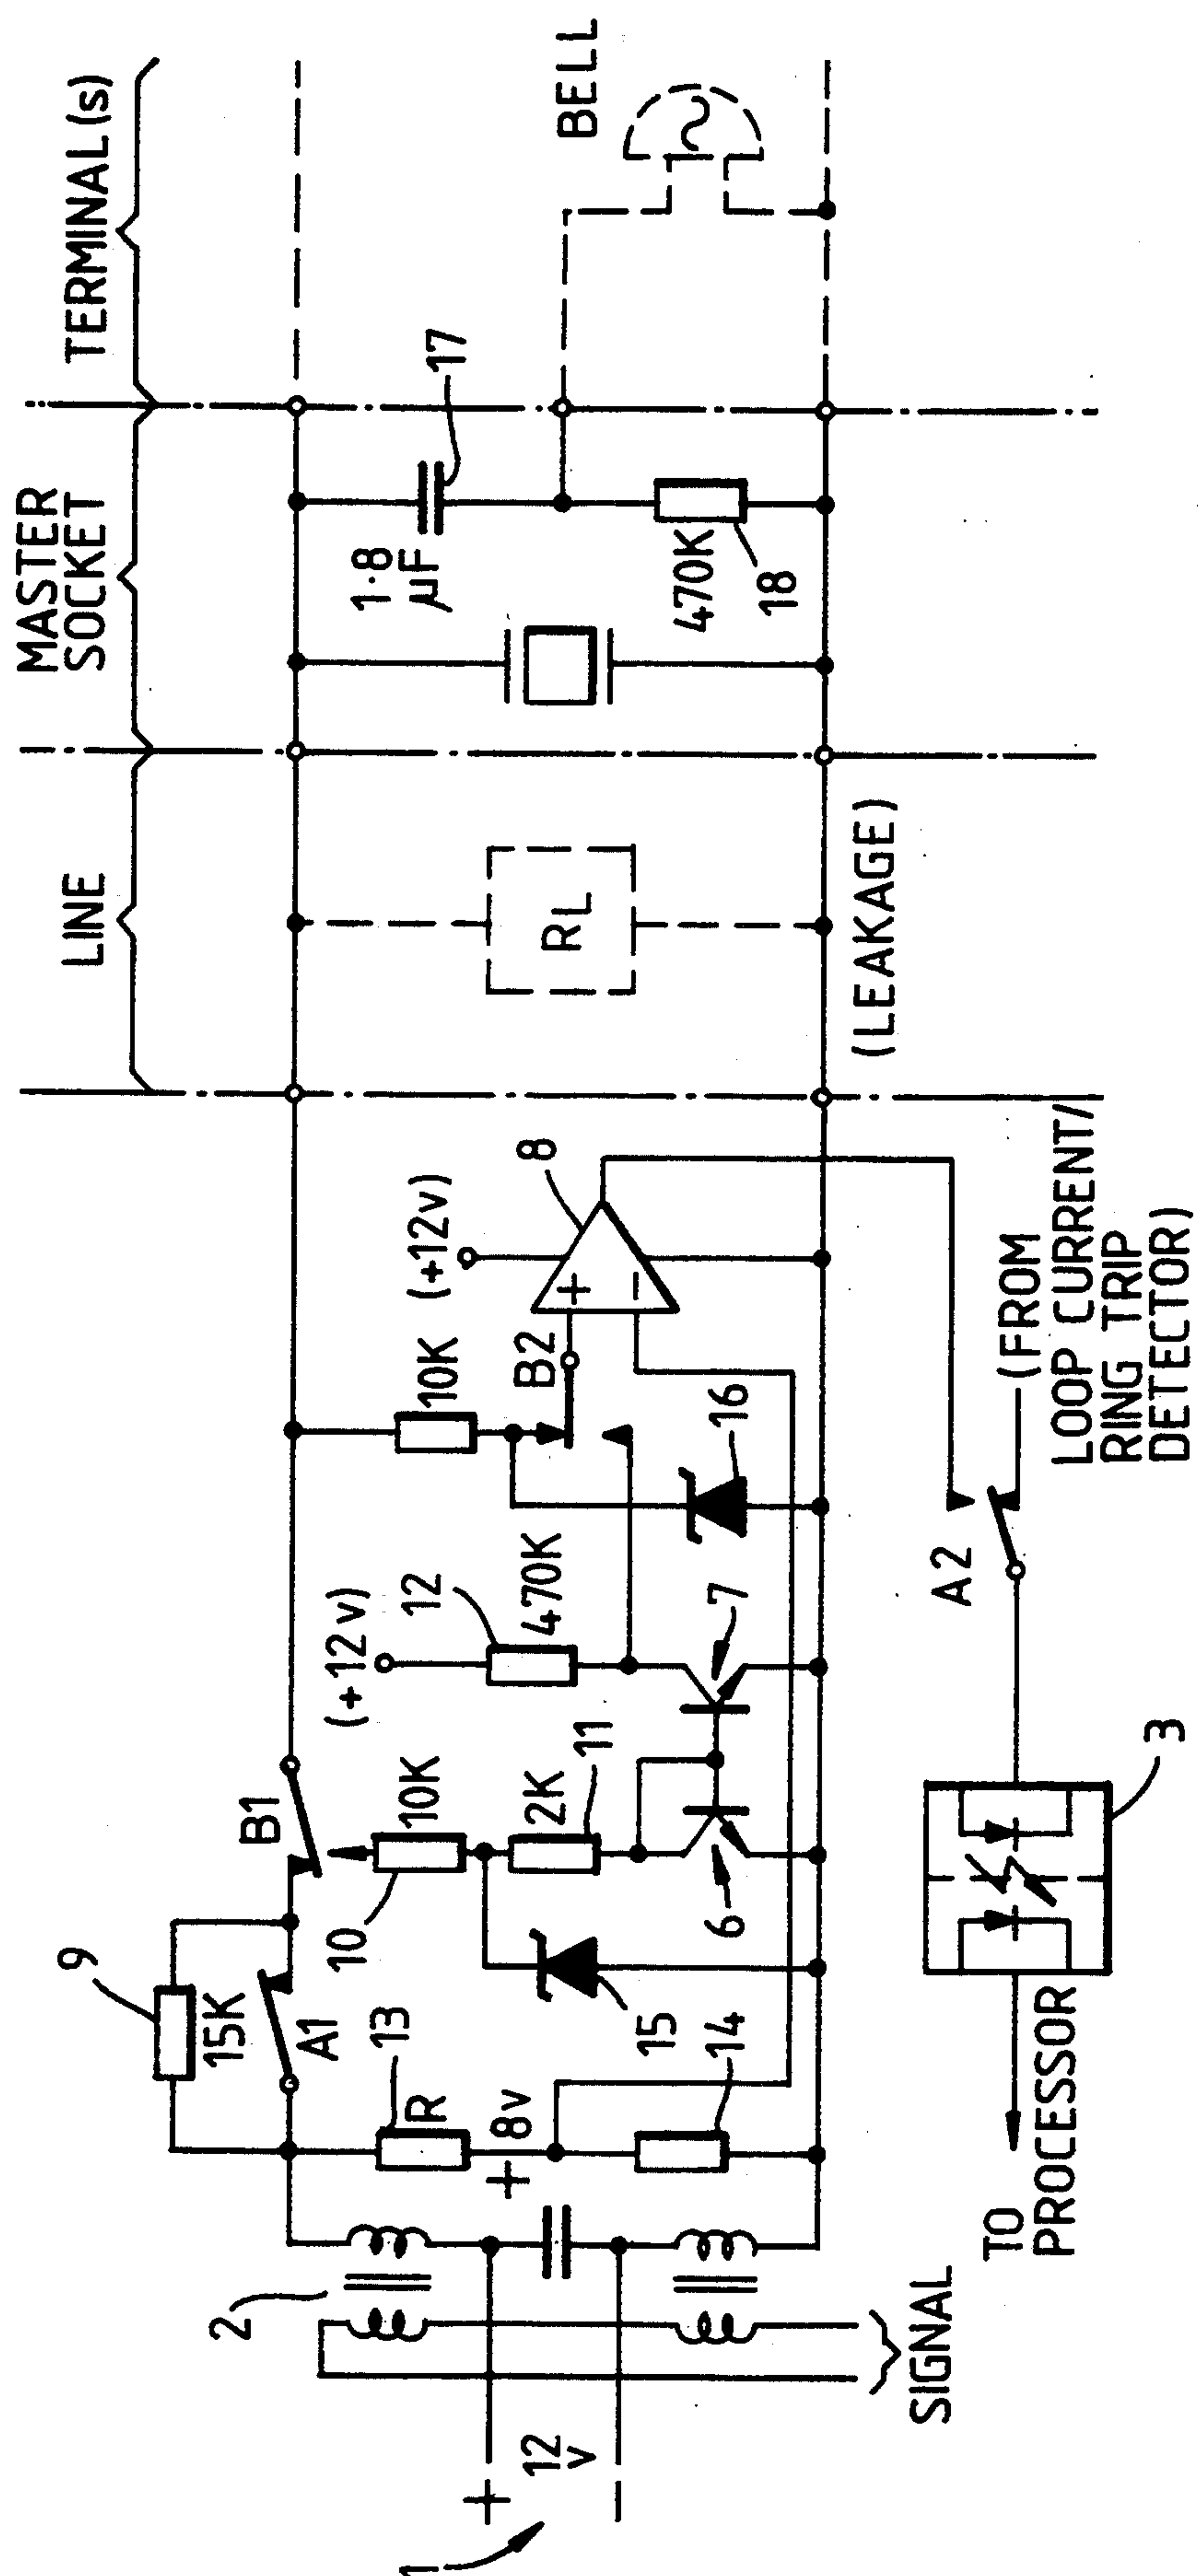 MASTER
SOCKET
LINE
TERMINAL(s)
BELL
1·8
µF
17
470K
18
RL
(LEAKAGE)
8
(+12v)
10K
B2
+
−
16
(+12v)
12
470K
7
B1
10K
10
2K
11
6
15
9
15K
A1
13
R
+ 8v
14
2
1
+
12
v
−
SIGNAL
A2
(FROM
LOOP CURRENT/
RING TRIP
DETECTOR)
3
TO
PROCESSOR